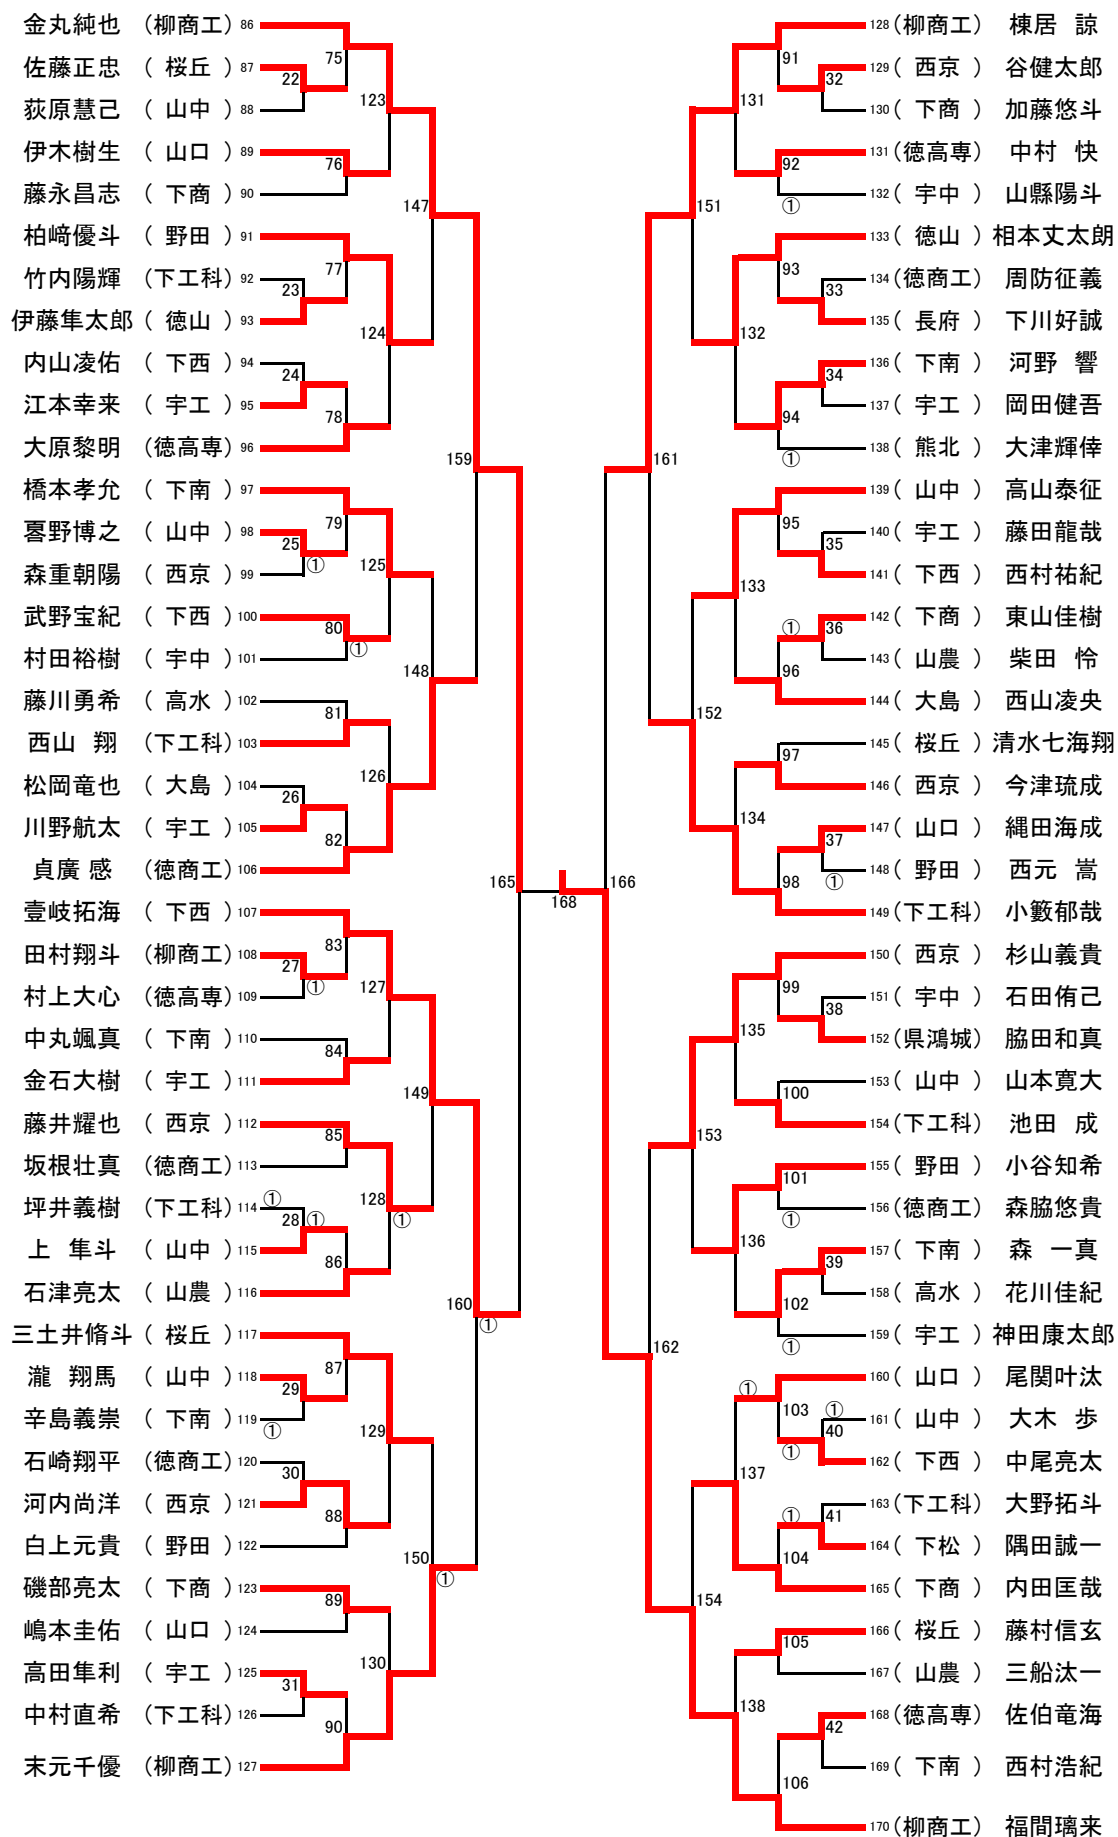 金丸純也 (柳商工) 86
佐藤正忠 ( 桜丘 ) 87
荻原慧己 ( 山中 ) 88
伊木樹生 ( 山口 ) 89
藤永昌志 ( 下商 ) 90
柏﨑優斗 ( 野田 ) 91
竹内陽輝 (下工科) 92
伊藤隼太郎 ( 徳山 ) 93
内山凌佑 ( 下西 ) 94
江本幸来 ( 宇工 ) 95
大原黎明 (徳高専) 96
橋本孝允 ( 下南 ) 97
野博之 ( 山中 ) 98
森重朝陽 ( 西京 ) 99
武野宝紀 ( 下西 ) 100
村田裕樹 ( 宇中 ) 101
藤川勇希 ( 高水 ) 102
西山 翔 (下工科) 103
松岡竜也 ( 大島 ) 104
川野航太 ( 宇工 ) 105
貞廣 感 (徳商工) 106
壹岐拓海 ( 下西 ) 107
田村翔斗 (柳商工) 108
村上大心 (徳高専) 109
中丸颯真 ( 下南 ) 110
金石大樹 ( 宇工 ) 111
藤井耀也 ( 西京 ) 112
坂根壮真 (徳商工) 113
坪井義樹 (下工科) 114 ①
上 隼斗 ( 山中 ) 115
石津亮太 ( 山農 ) 116
三土井脩斗 ( 桜丘 ) 117
瀧 翔馬 ( 山中 ) 118
辛島義崇 ( 下南 ) 119 ①
石崎翔平 (徳商工) 120
河内尚洋 ( 西京 ) 121
白上元貴 ( 野田 ) 122
磯部亮太 ( 下商 ) 123
嶋本圭佑 ( 山口 ) 124
高田隼利 ( 宇工 ) 125
中村直希 (下工科) 126
末元千優 (柳商工) 127
22
23
24
25 ①
26
27 ①
28 ①
29
30
31
75
76
77
78
79
80 ①
81
82
83
84
85
86
87
88
89
90
123
124
125
126
127
128 ①
129
130
147
148
149
150 ①
159
160 ①
165
168
166
161
162
151
152
153
154
131
132
133
134
135
136
137 ①
138
91
92
93
94
95
96
97
98
99
100
101
102
103
104
105
106
32
33
34
35
36 ①
37
38
39
40 ①
41 ①
42
128 (柳商工) 棟居 諒
129 ( 西京 ) 谷健太郎
130 ( 下商 ) 加藤悠斗
131 (徳高専) 中村 快
132 ( 宇中 ) 山縣陽斗 ①
133 ( 徳山 ) 相本丈太朗
134 (徳商工) 周防征義
135 ( 長府 ) 下川好誠
136 ( 下南 ) 河野 響
137 ( 宇工 ) 岡田健吾
138 ( 熊北 ) 大津輝倖 ①
139 ( 山中 ) 高山泰征
140 ( 宇工 ) 藤田龍哉
141 ( 下西 ) 西村祐紀
142 ( 下商 ) 東山佳樹
143 ( 山農 ) 柴田 怜
144 ( 大島 ) 西山凌央
145 ( 桜丘 ) 清水七海翔
146 ( 西京 ) 今津琉成
147 ( 山口 ) 縄田海成
148 ( 野田 ) 西元 嵩 ①
149 (下工科) 小籔郁哉
150 ( 西京 ) 杉山義貴
151 ( 宇中 ) 石田侑己
152 (県鴻城) 脇田和真
153 ( 山中 ) 山本寛大
154 (下工科) 池田 成
155 ( 野田 ) 小谷知希
156 (徳商工) 森脇悠貴 ①
157 ( 下南 ) 森 一真
158 ( 高水 ) 花川佳紀
159 ( 宇工 ) 神田康太郎 ①
160 ( 山口 ) 尾関叶汰
161 ( 山中 ) 大木 歩 ①
162 ( 下西 ) 中尾亮太
163 (下工科) 大野拓斗
164 ( 下松 ) 隅田誠一
165 ( 下商 ) 内田匡哉
166 ( 桜丘 ) 藤村信玄
167 ( 山農 ) 三船汰一
168 (徳高専) 佐伯竜海
169 ( 下南 ) 西村浩紀
170 (柳商工) 福間璃来